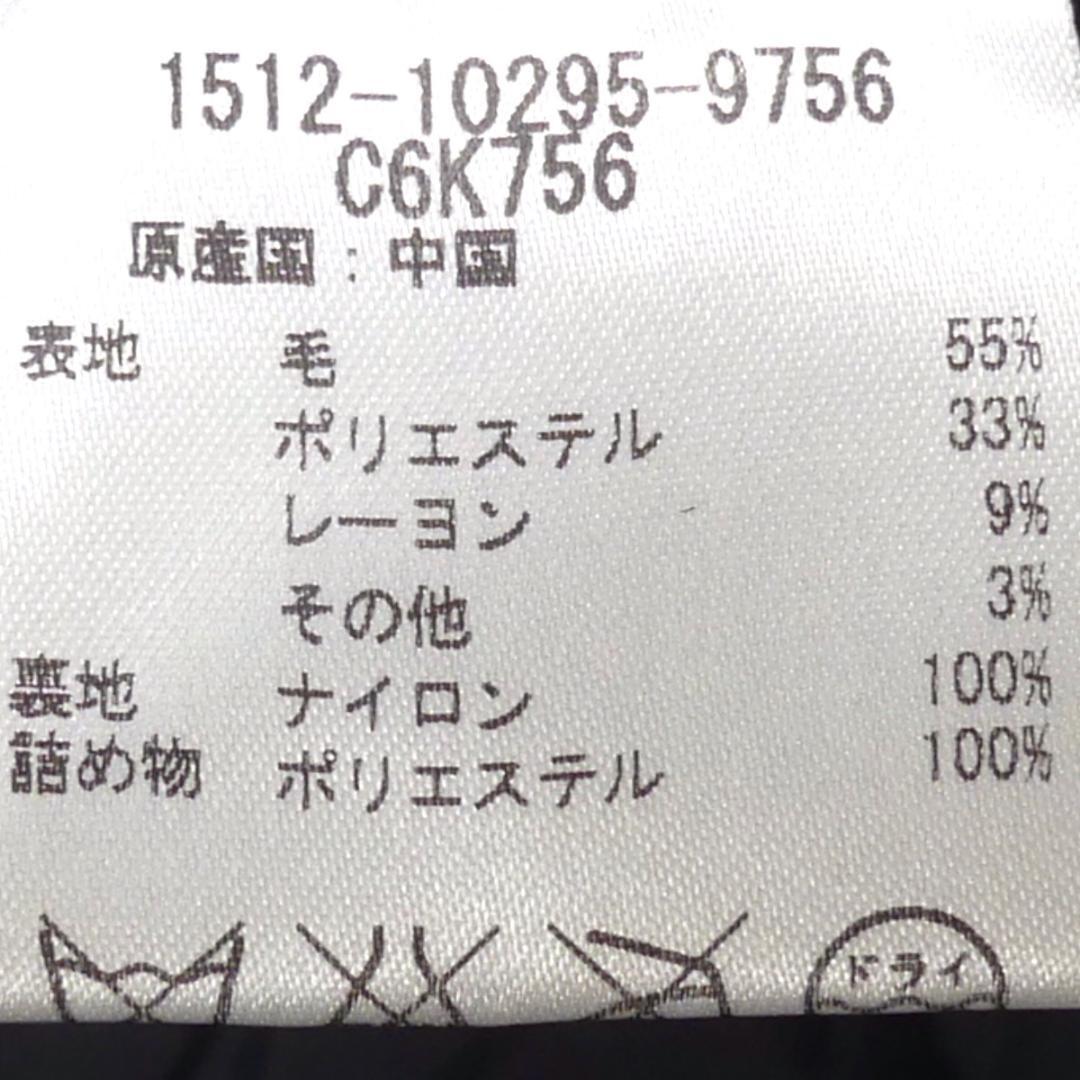 1512-10295-9756
C6K756
原産国：中国
表地 毛 55%
ポリエステル 33%
レーヨン 9%
その他 3%
裏地 ナイロン 100%
詰め物 ポリエステル 100%
ドライ